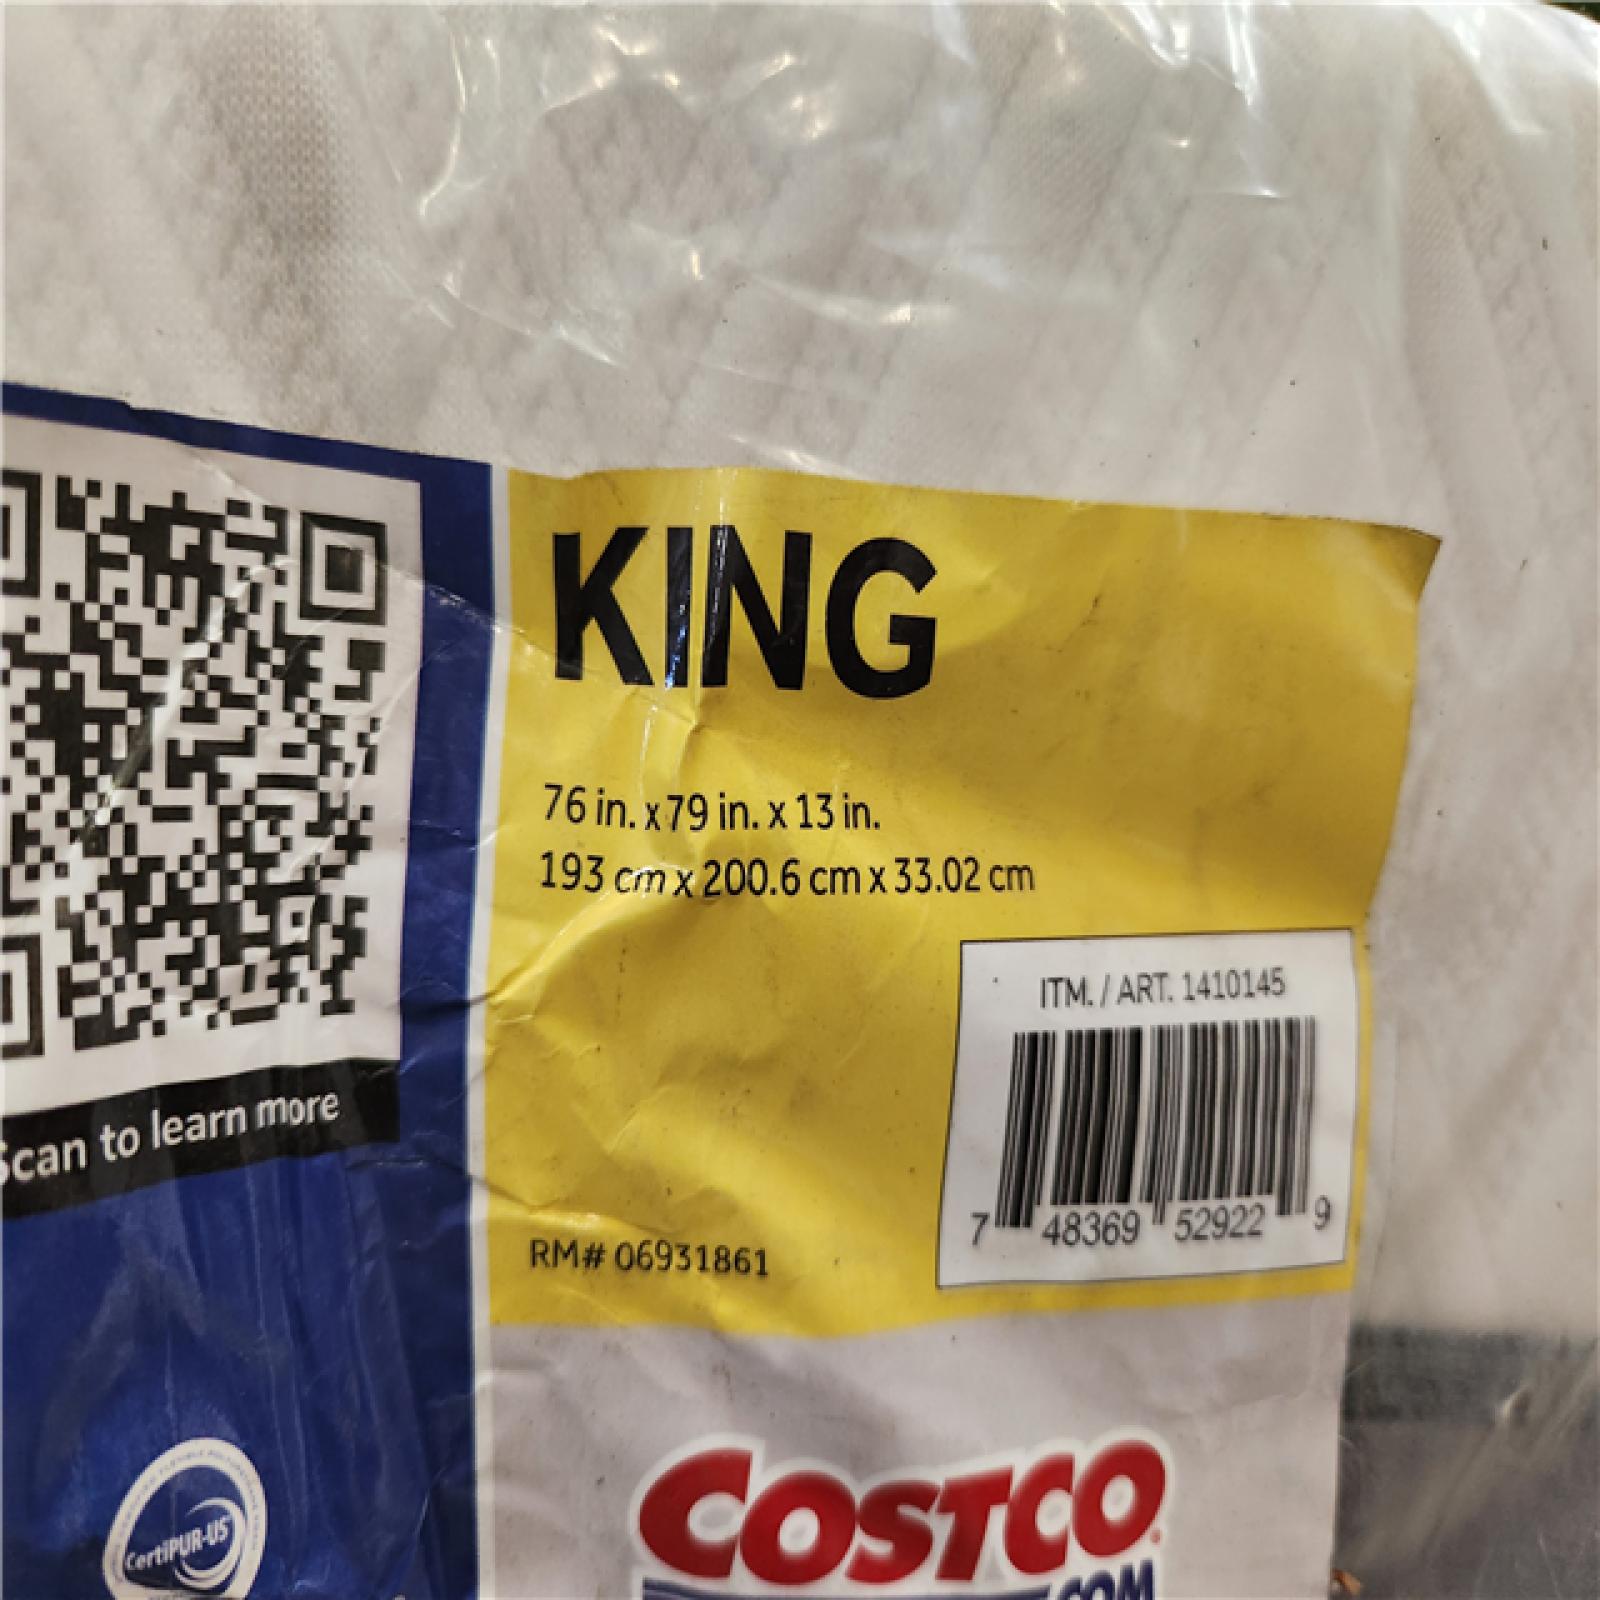 KING
76 in. x 79 in. x 13 in.
193 cm x 200.6 cm x 33.02 cm
ITM. / ART. 1410145
7 48369 52922 9
Scan to learn more
RM# 06931861
CertiPUR-US
COSTCO
.COM